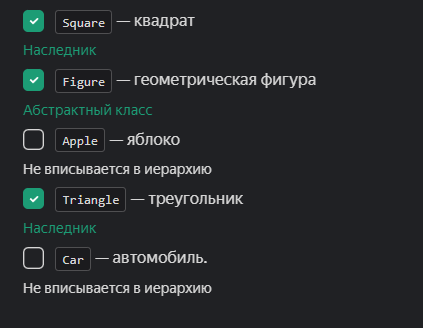 Square — квадрат
Наследник
Figure — геометрическая фигура
Абстрактный класс
Apple — яблоко
Не вписывается в иерархию
Triangle — треугольник
Наследник
Car — автомобиль.
Не вписывается в иерархию